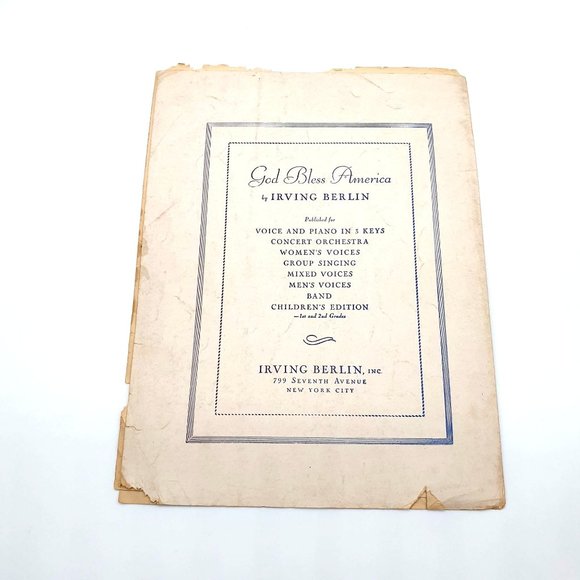 God Bless America
by IRVING BERLIN
Published for
VOICE AND PIANO IN 3 KEYS
CONCERT ORCHESTRA
WOMEN'S VOICES
GROUP SINGING
MIXED VOICES
MEN'S VOICES
BAND
CHILDREN'S EDITION
—1st and 2nd Grades
IRVING BERLIN, INC.
799 SEVENTH AVENUE
NEW YORK CITY